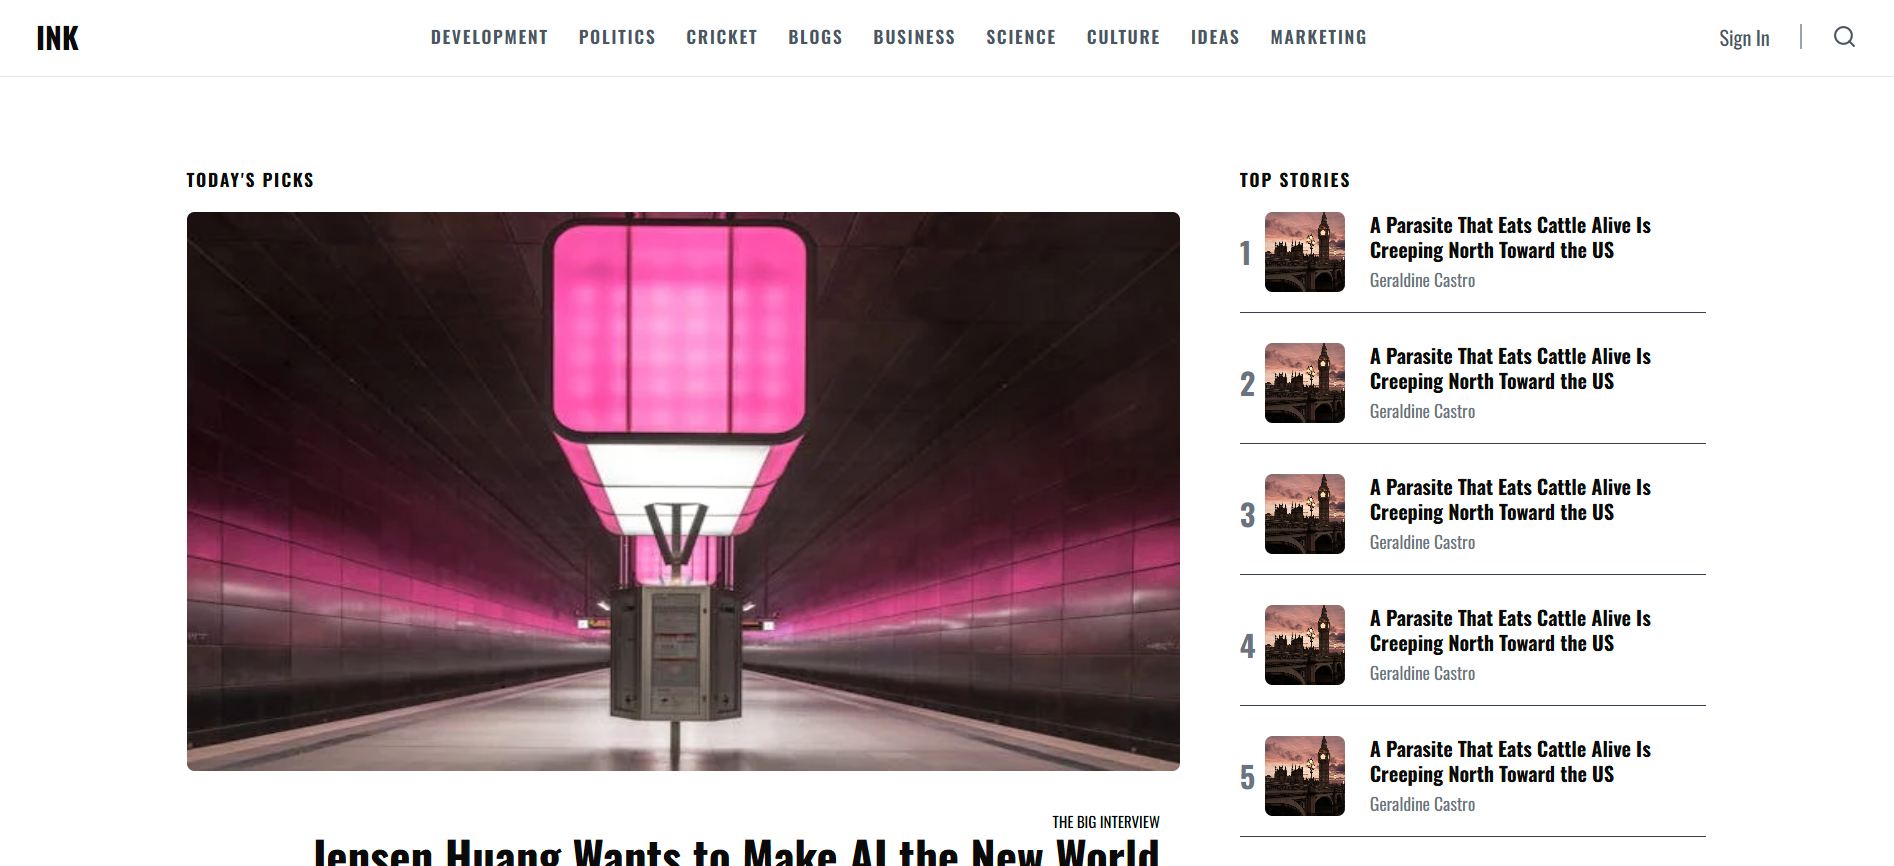 INK
DEVELOPMENT POLITICS CRICKET BLOGS BUSINESS SCIENCE CULTURE IDEAS MARKETING
Sign In
TODAY'S PICKS
THE BIG INTERVIEW
Jensen Huang Wants to Make AI the New World
TOP STORIES
1
A Parasite That Eats Cattle Alive Is
Creeping North Toward the US
Geraldine Castro
2
A Parasite That Eats Cattle Alive Is
Creeping North Toward the US
Geraldine Castro
3
A Parasite That Eats Cattle Alive Is
Creeping North Toward the US
Geraldine Castro
4
A Parasite That Eats Cattle Alive Is
Creeping North Toward the US
Geraldine Castro
5
A Parasite That Eats Cattle Alive Is
Creeping North Toward the US
Geraldine Castro